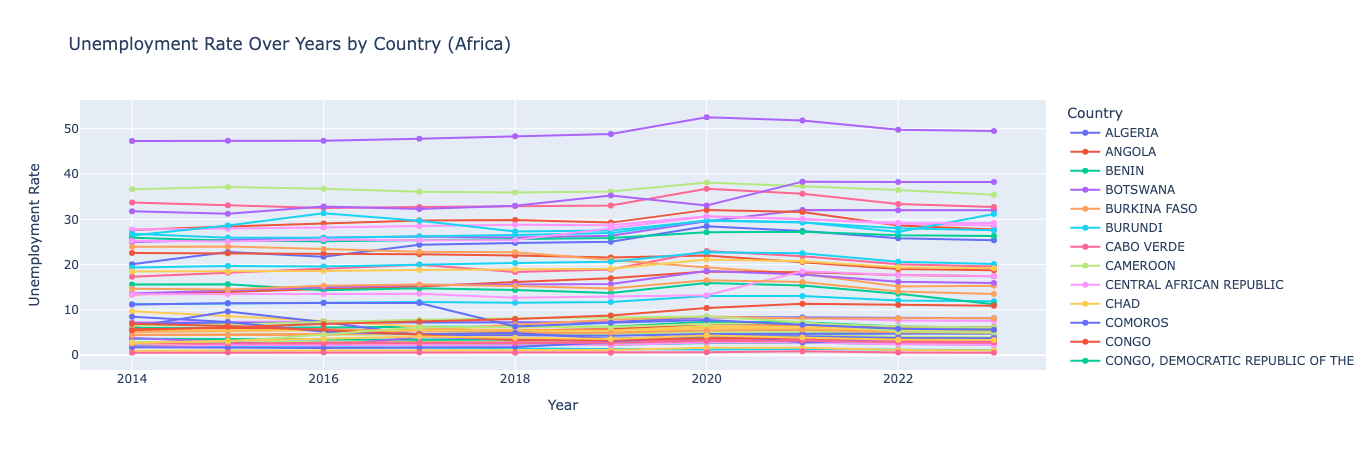 Unemployment Rate Over Years by Country (Africa)
Unemployment Rate
50
40
30
20
10
0
2014
2016
2018
2020
2022
Year
Country
ALGERIA
ANGOLA
BENIN
BOTSWANA
BURKINA FASO
BURUNDI
CABO VERDE
CAMEROON
CENTRAL AFRICAN REPUBLIC
CHAD
COMOROS
CONGO
CONGO, DEMOCRATIC REPUBLIC OF THE